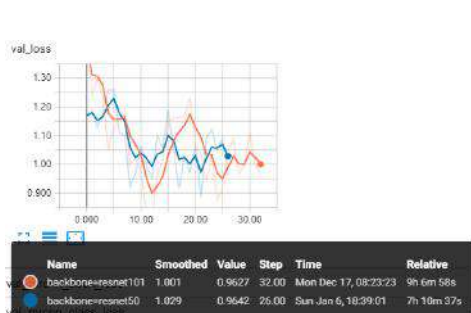 val_loss
1.30
1.20
1.10
1.00
0.900
0.000 10.00 20.00 30.00
Name Smoothed Value Step Time Relative
backbone=resnet101 1.001 0.9627 32.00 Mon Dec 17, 08:23:23 9h 6m 58s
backbone=resnet50 1.029 0.9642 26.00 Sun Jan 6, 18:39:01 7h 10m 37s